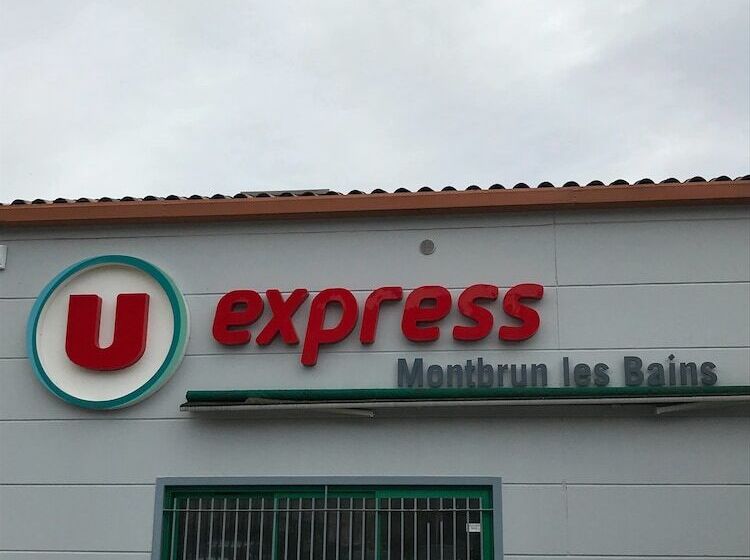 U express
Montbrun les Bains